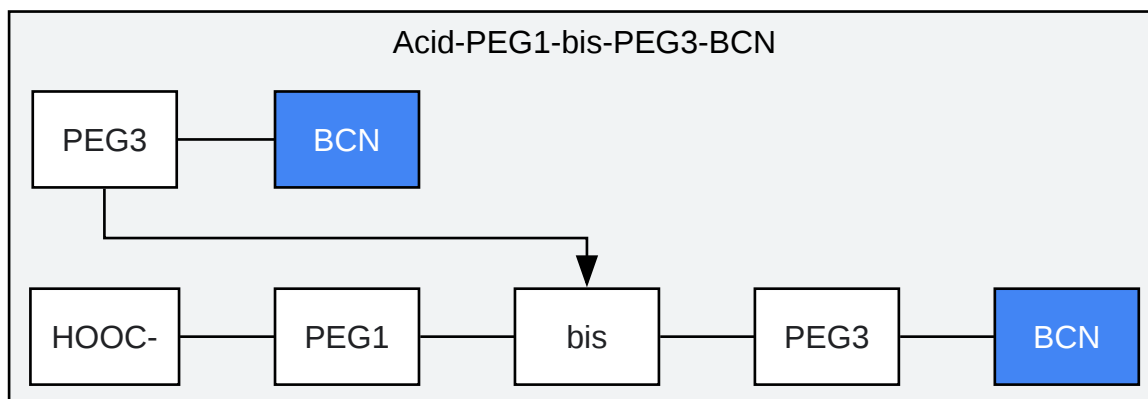 Acid-PEG1-bis-PEG3-BCN
PEG3
BCN
HOOC-
PEG1
bis
PEG3
BCN